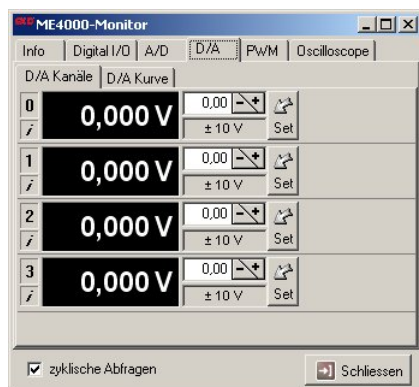 ME4000-Monitor
Info Digital I/O A/D D/A PWM Oscilloscope
D/A Kanäle D/A Kurve
0 0,000 V 0,00 - +
i ± 10 V Set
1 0,000 V 0,00 - +
i ± 10 V Set
2 0,000 V 0,00 - +
i ± 10 V Set
3 0,000 V 0,00 - +
i ± 10 V Set
zyklische Abfragen Schliessen